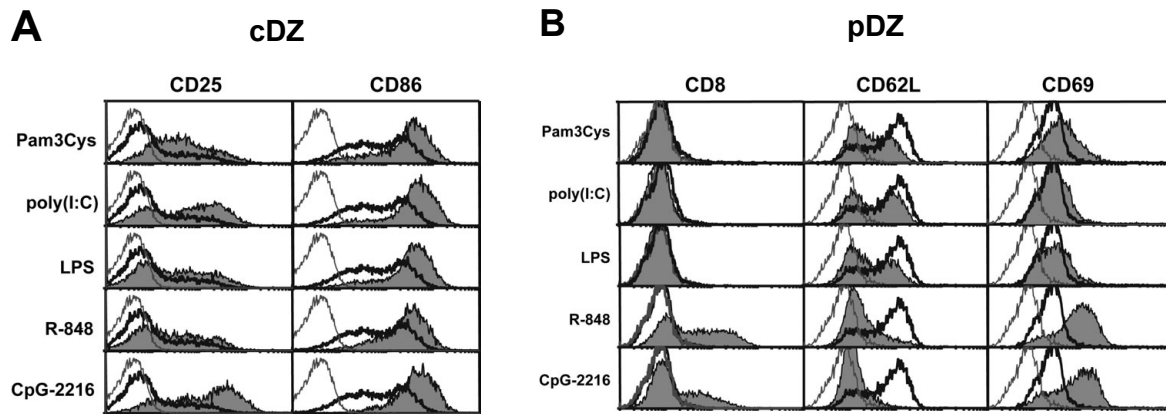 A
cDZ
CD25 CD86
Pam3Cys
poly(I:C)
LPS
R-848
CpG-2216
B
pDZ
CD8 CD62L CD69
Pam3Cys
poly(I:C)
LPS
R-848
CpG-2216